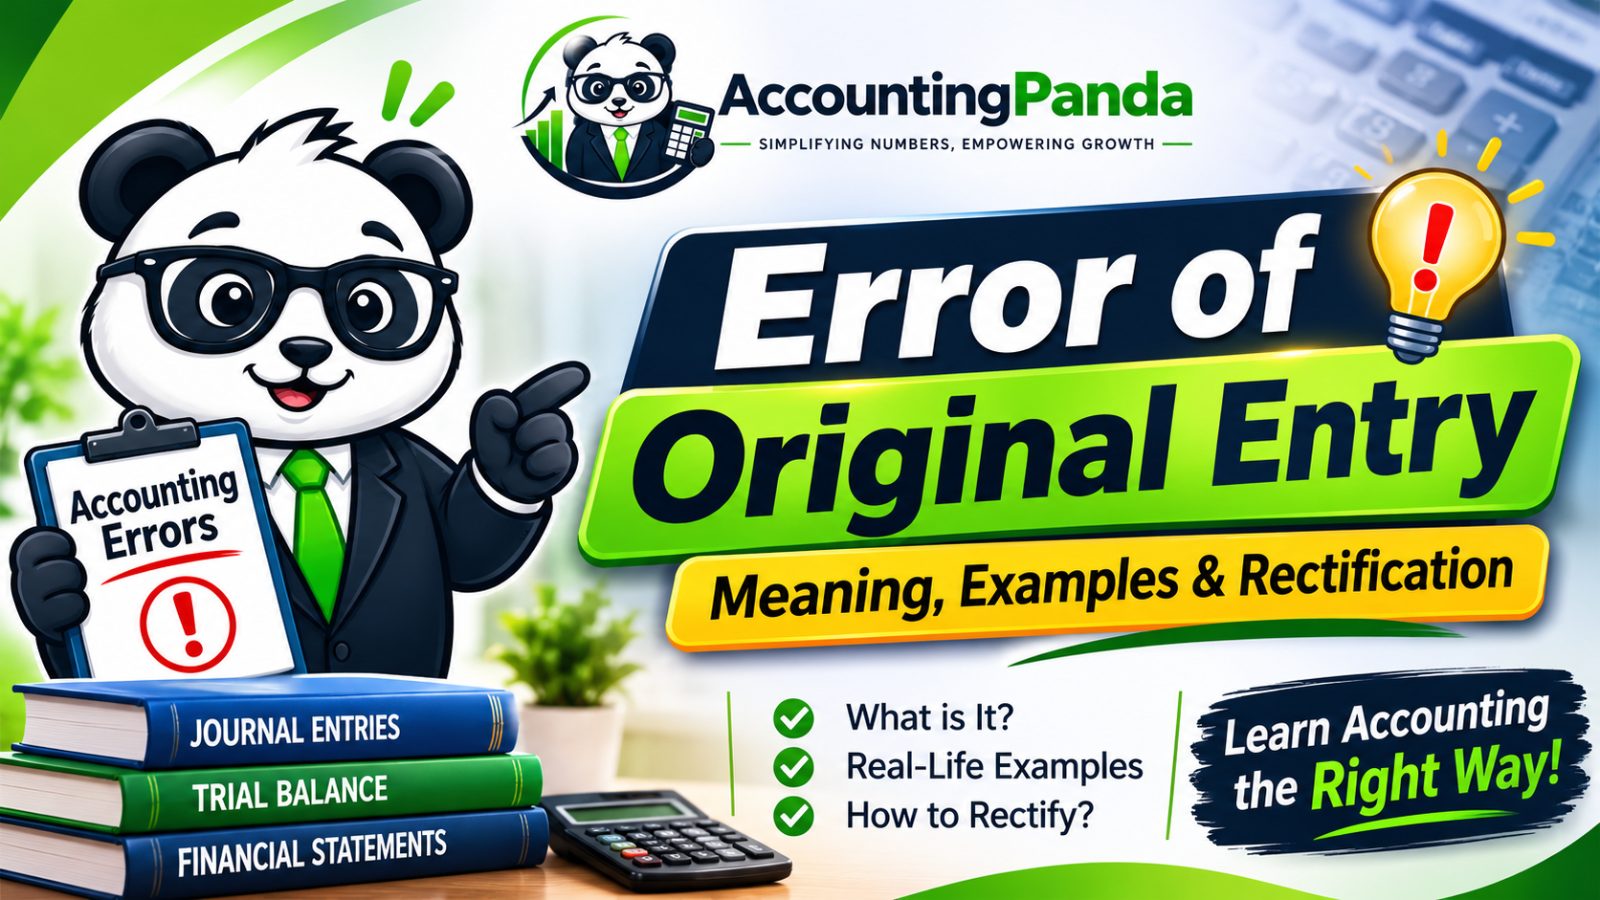 AccountingPanda
SIMPLIFYING NUMBERS, EMPOWERING GROWTH
Error of
Original Entry
Meaning, Examples & Rectification
Accounting
Errors
!
!
What is It?
Real-Life Examples
How to Rectify?
Learn Accounting
the Right Way!
JOURNAL ENTRIES
TRIAL BALANCE
FINANCIAL STATEMENTS